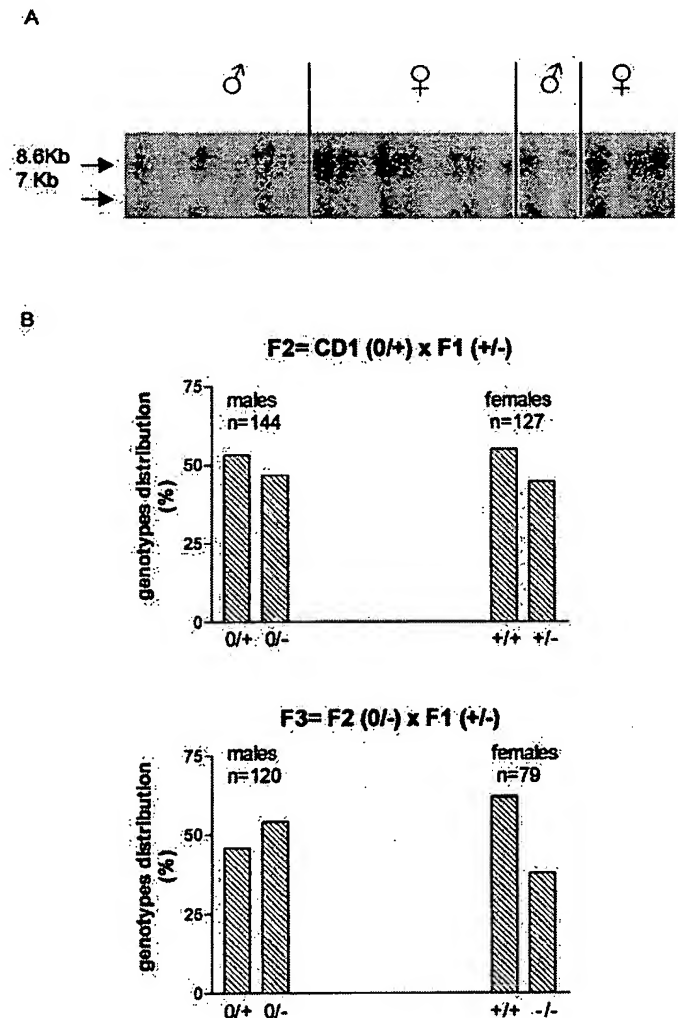 A
♂ ♀ ♂ ♀
8.6Kb
7 Kb
B
F2= CD1 (0/+) x F1 (+/-)
75
50
25
0
genotypes distribution
(%)
males
n=144
females
n=127
0/+ 0/- +/+ +/-
F3= F2 (0/-) x F1 (+/-)
75
50
25
0
genotypes distribution
(%)
males
n=120
females
n=79
0/+ 0/- +/+ -/-